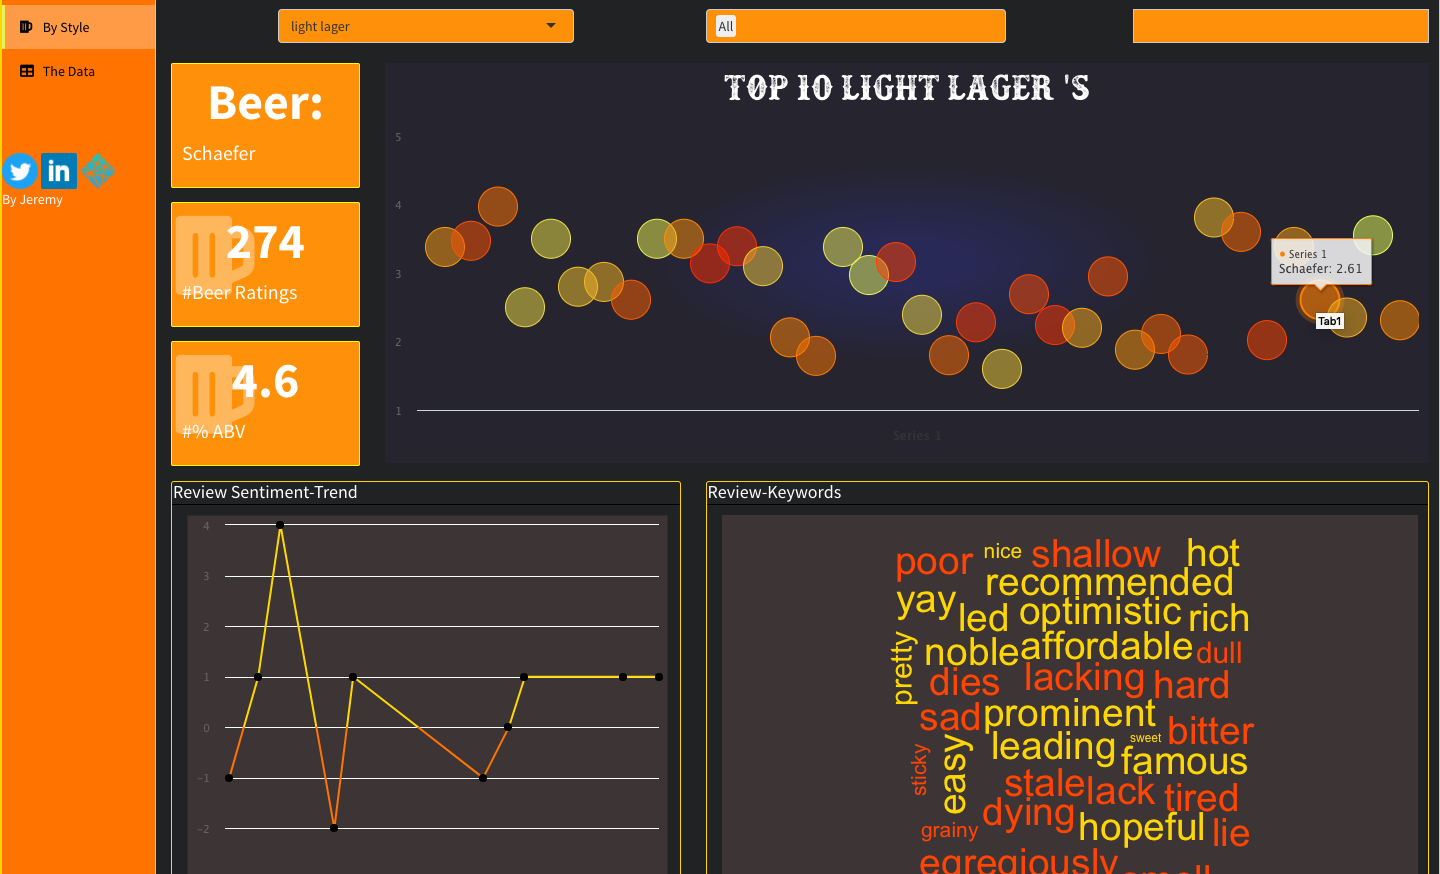 By Style
The Data
By Jeremy
light lager
All
Beer:
Schaefer
274
#Beer Ratings
4.6
#% ABV
TOP 10 LIGHT LAGER 'S
5
4
3
2
1
Series 1
Series 1
Schaefer: 2.61
Tab1
Review Sentiment-Trend
4
3
2
1
0
−1
−2
Review-Keywords
poor nice shallow hot
recommended
yay led optimistic rich
pretty noble affordable dull
dies lacking hard
sad prominent bitter
sticky easy leading sweet famous
stale lack tired
dying hopeful lie
grainy
egregiously smell